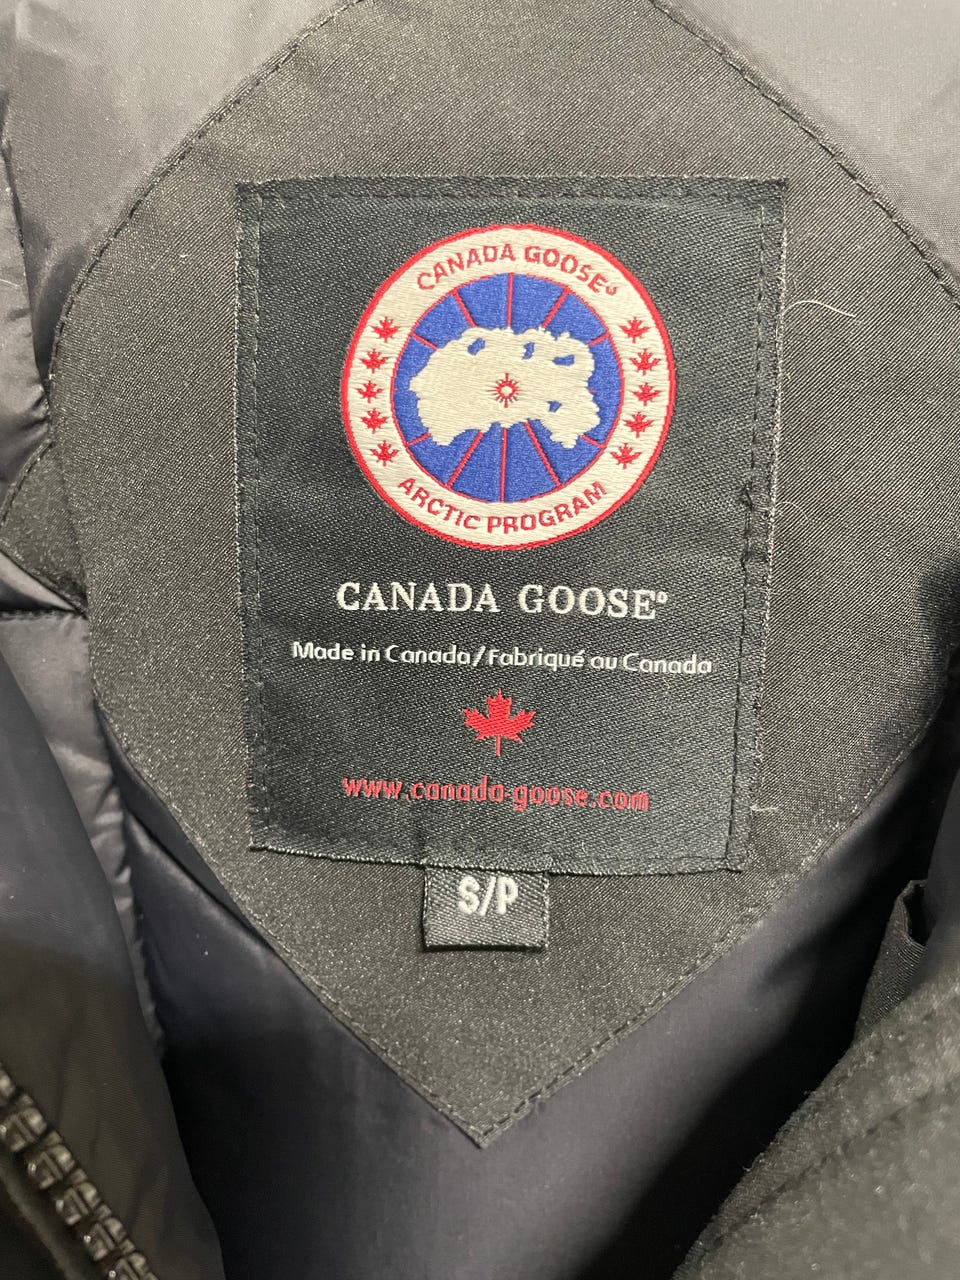 CANADA GOOSE®
ARCTIC PROGRAM
CANADA GOOSE®
Made in Canada/Fabriqué au Canada
www.canada-goose.com
S/P